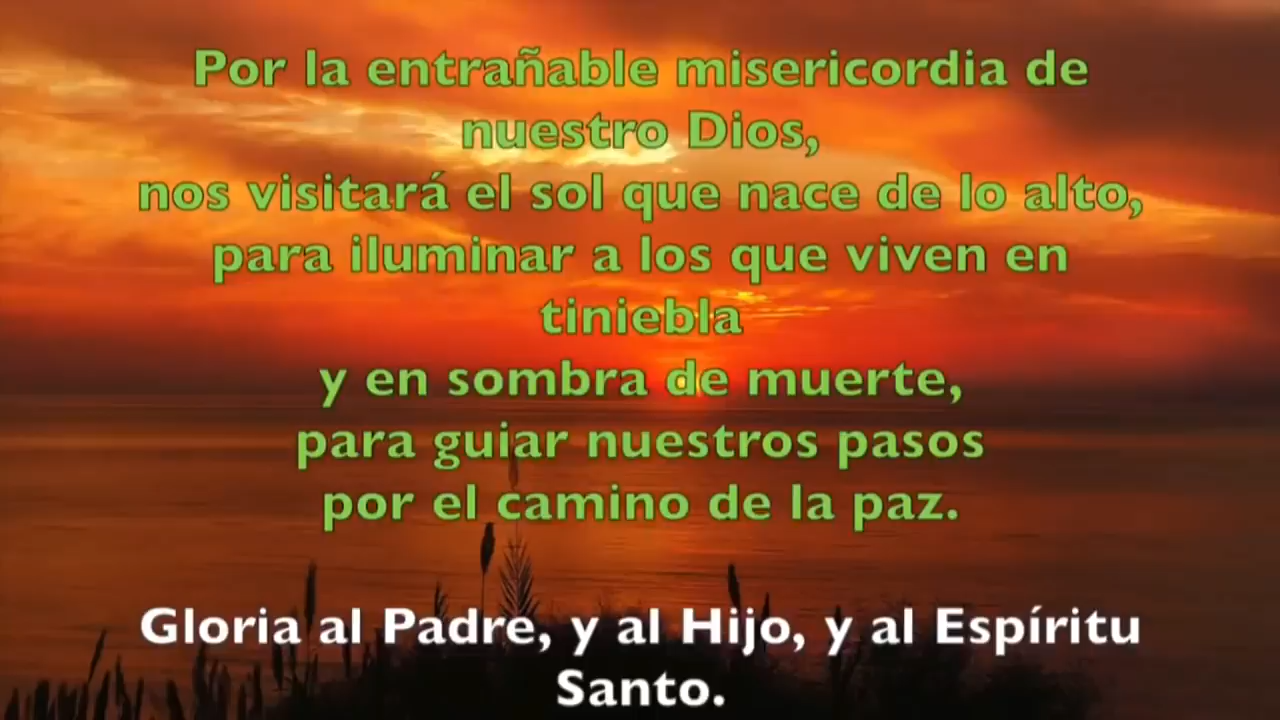 Por la entrañable misericordia de
nuestro Dios,
nos visitará el sol que nace de lo alto,
para iluminar a los que viven en
tiniebla
y en sombra de muerte,
para guiar nuestros pasos
por el camino de la paz.
Gloria al Padre, y al Hijo, y al Espíritu
Santo.